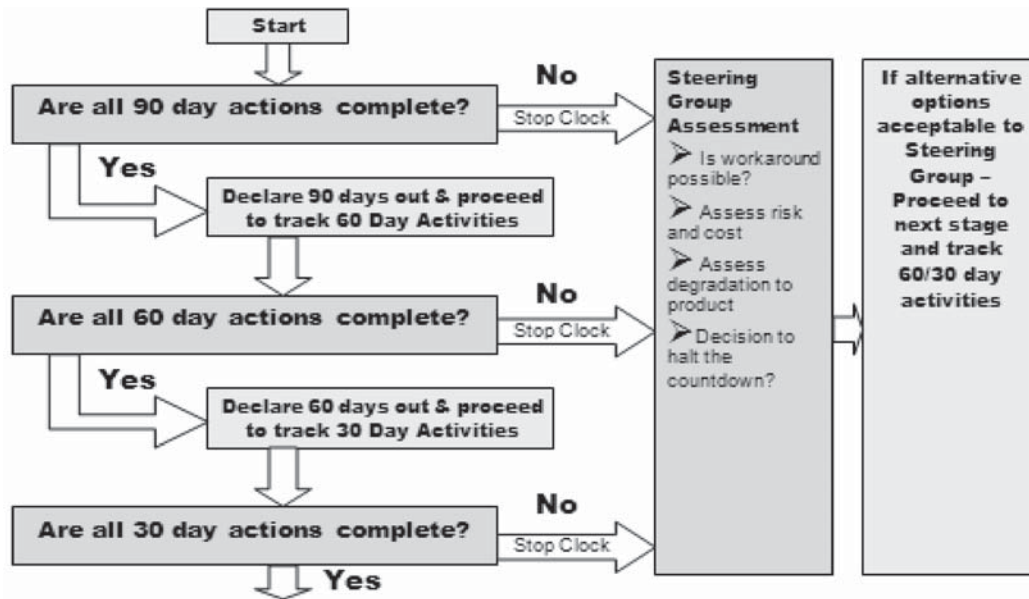 Start
Are all 90 day actions complete?
No
Stop Clock
Yes
Declare 90 days out & proceed
to track 60 Day Activities
Are all 60 day actions complete?
No
Stop Clock
Yes
Declare 60 days out & proceed
to track 30 Day Activities
Are all 30 day actions complete?
No
Stop Clock
Yes
Steering
Group
Assessment
➤ Is workaround
possible?
➤ Assess risk
and cost
➤ Assess
degradation to
product
➤ Decision to
halt the
countdown?
If alternative
options
acceptable to
Steering
Group –
Proceed to
next stage
and track
60/30 day
activities